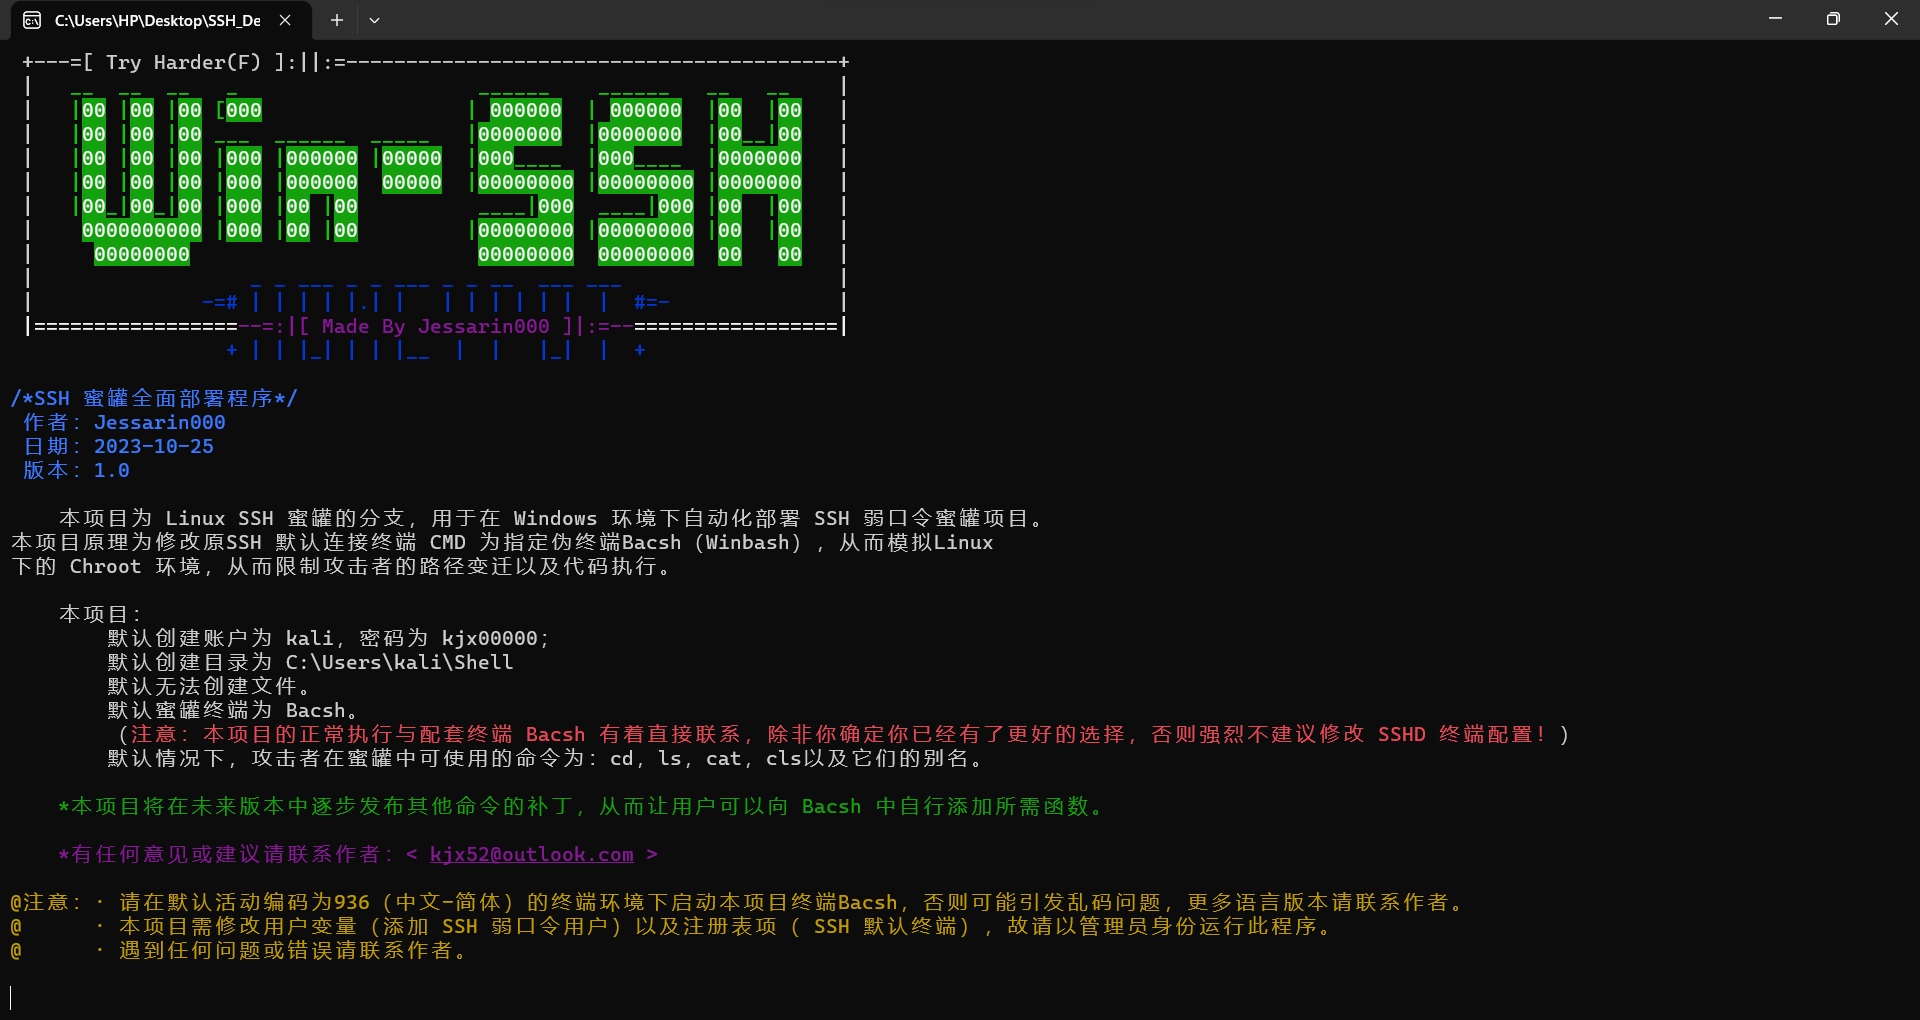 C:\Users\HP\Desktop\SSH_De
+---=[ Try Harder(F) ]:||:=-----------------------------------------+
Win-SSH
-=# #=-
|=================--=:|[ Made By Jessarin000 ]|:=--=================|
/*SSH 蜜罐全面部署程序*/
作者：Jessarin000
日期：2023-10-25
版本：1.0
本项目为 Linux SSH 蜜罐的分支，用于在 Windows 环境下自动化部署 SSH 弱口令蜜罐项目。
本项目原理为修改原SSH 默认连接终端 CMD 为指定伪终端Bacsh（Winbash），从而模拟Linux
下的 Chroot 环境，从而限制攻击者的路径变迁以及代码执行。
本项目：
默认创建账户为 kali，密码为 kjx00000；
默认创建目录为 C:\Users\kali\Shell
默认无法创建文件。
默认蜜罐终端为 Bacsh。
（注意：本项目的正常执行与配套终端 Bacsh 有着直接联系，除非你确定你已经有了更好的选择，否则强烈不建议修改 SSHD 终端配置！）
默认情况下，攻击者在蜜罐中可使用的命令为：cd，ls，cat，cls以及它们的别名。
*本项目将在未来版本中逐步发布其他命令的补丁，从而让用户可以向 Bacsh 中自行添加所需函数。
*有任何意见或建议请联系作者：< kjx52@outlook.com >
@注意：· 请在默认活动编码为936（中文-简体）的终端环境下启动本项目终端Bacsh，否则可能引发乱码问题，更多语言版本请联系作者。
@ · 本项目需修改用户变量（添加 SSH 弱口令用户）以及注册表项（ SSH 默认终端），故请以管理员身份运行此程序。
@ · 遇到任何问题或错误请联系作者。